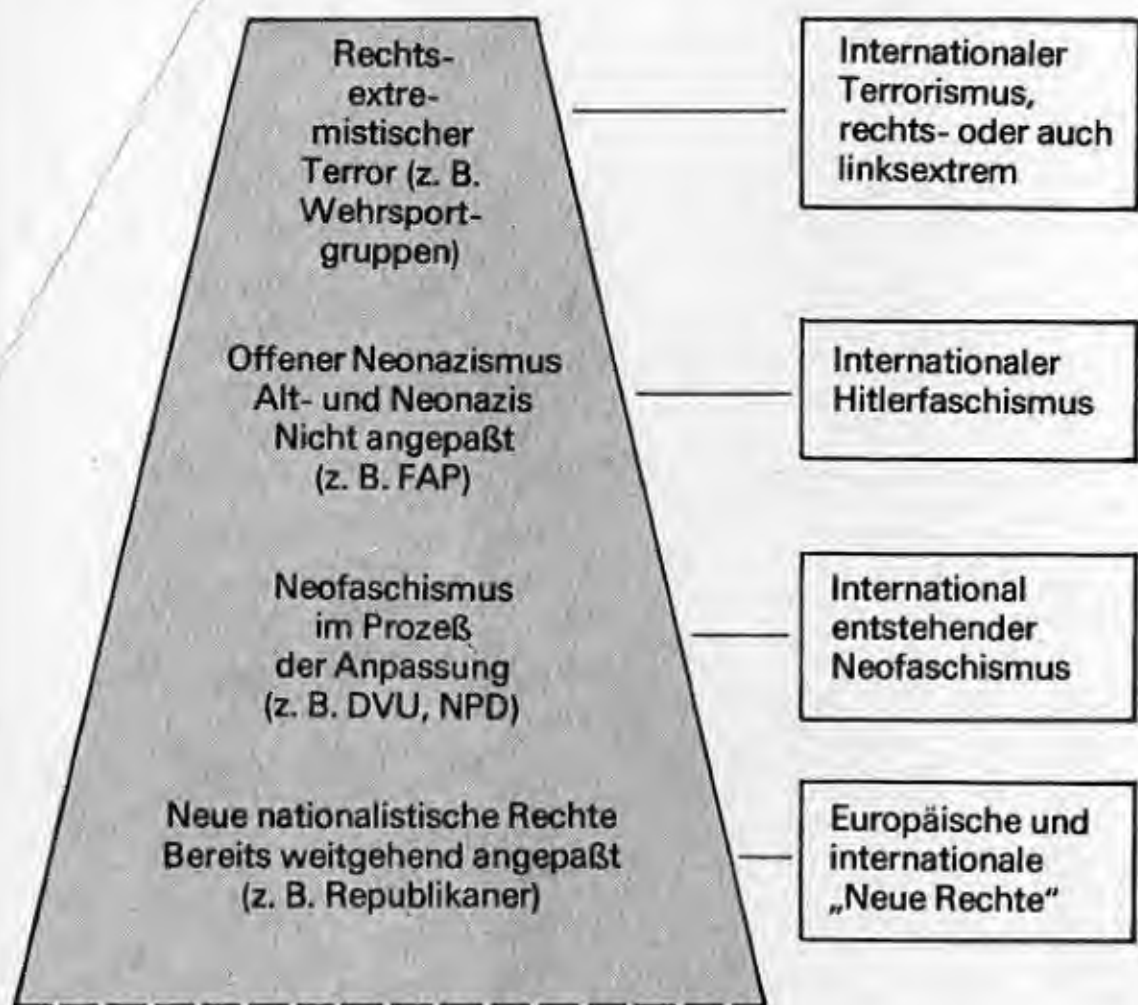 Rechts-
extre-
mistischer
Terror (z. B.
Wehrsport-
gruppen)
Internationaler
Terrorismus,
rechts- oder auch
linksextrem
Offener Neonazismus
Alt- und Neonazis
Nicht angepaßt
(z. B. FAP)
Internationaler
Hitlerfaschismus
Neofaschismus
im Prozeß
der Anpassung
(z. B. DVU, NPD)
International
entstehender
Neofaschismus
Neue nationalistische Rechte
Bereits weitgehend angepaßt
(z. B. Republikaner)
Europäische und
internationale
„Neue Rechte“